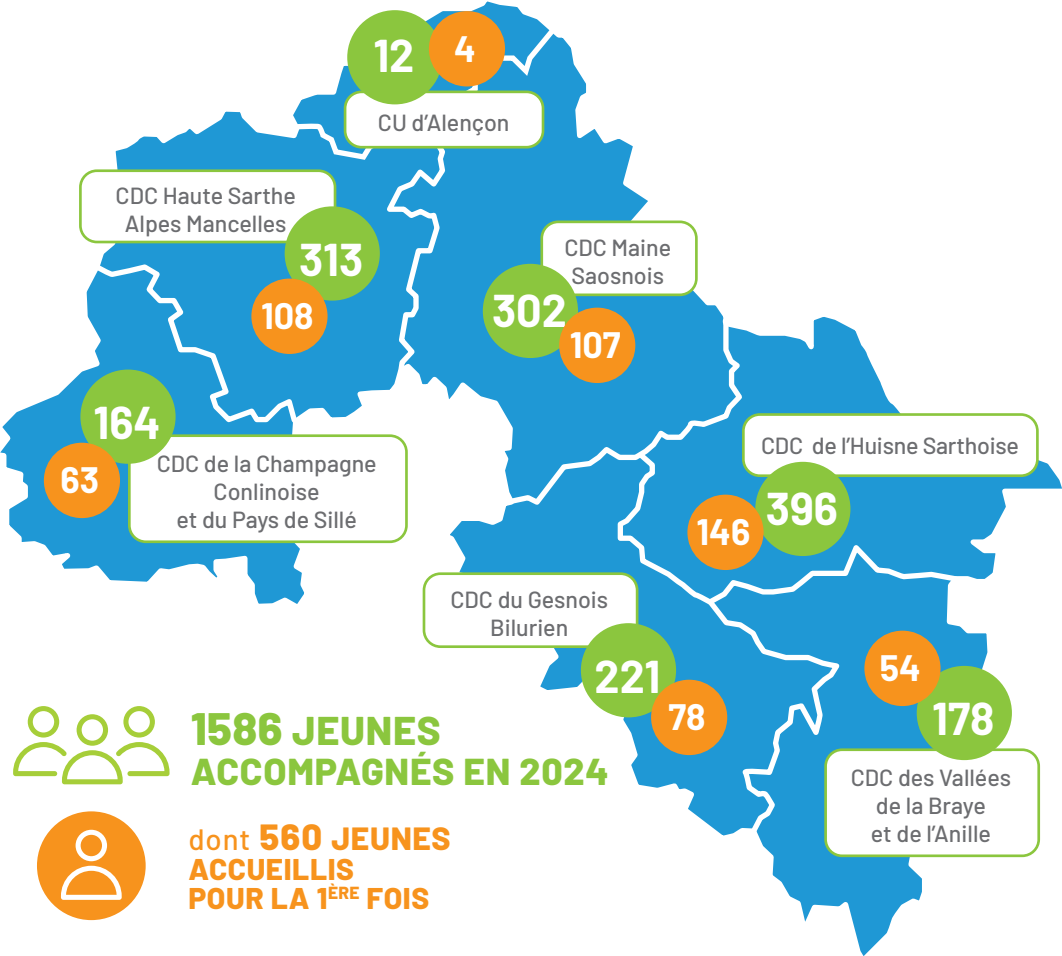 12
4
CU d'Alençon
CDC Haute Sarthe
Alpes Mancelles
313
108
CDC Maine
Saosnois
302
107
164
63
CDC de la Champagne
Conlinoise
et du Pays de Sillé
CDC de l'Huisne Sarthoise
396
146
CDC du Gesnois
Bilurien
221
78
54
178
CDC des Vallées
de la Braye
et de l'Anille
1586 JEUNES
ACCOMPAGNÉS EN 2024
dont 560 JEUNES
ACCUEILLIS
POUR LA 1ÈRE FOIS